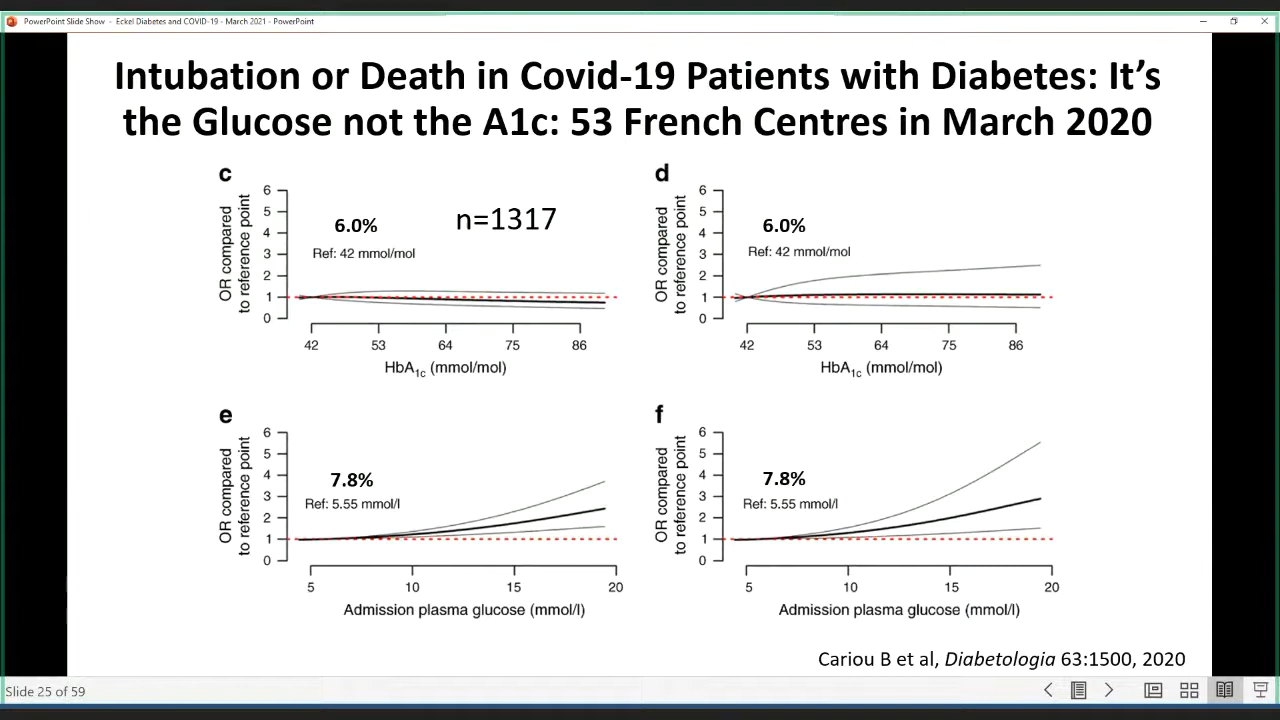 PowerPoint Slide Show - Eckel Diabetes and COVID-19 - March 2021 - PowerPoint
Intubation or Death in Covid-19 Patients with Diabetes: It's
the Glucose not the A1c: 53 French Centres in March 2020
c
OR compared
to reference point
6
5
4
3
2
1
0
6.0%
n=1317
Ref: 42 mmol/mol
42 53 64 75 86
HbA1c (mmol/mol)
d
OR compared
to reference point
6
5
4
3
2
1
0
6.0%
Ref: 42 mmol/mol
42 53 64 75 86
HbA1c (mmol/mol)
e
OR compared
to reference point
6
5
4
3
2
1
0
7.8%
Ref: 5.55 mmol/l
5 10 15 20
Admission plasma glucose (mmol/l)
f
OR compared
to reference point
6
5
4
3
2
1
0
7.8%
Ref: 5.55 mmol/l
5 10 15 20
Admission plasma glucose (mmol/l)
Cariou B et al, Diabetologia 63:1500, 2020
Slide 25 of 59